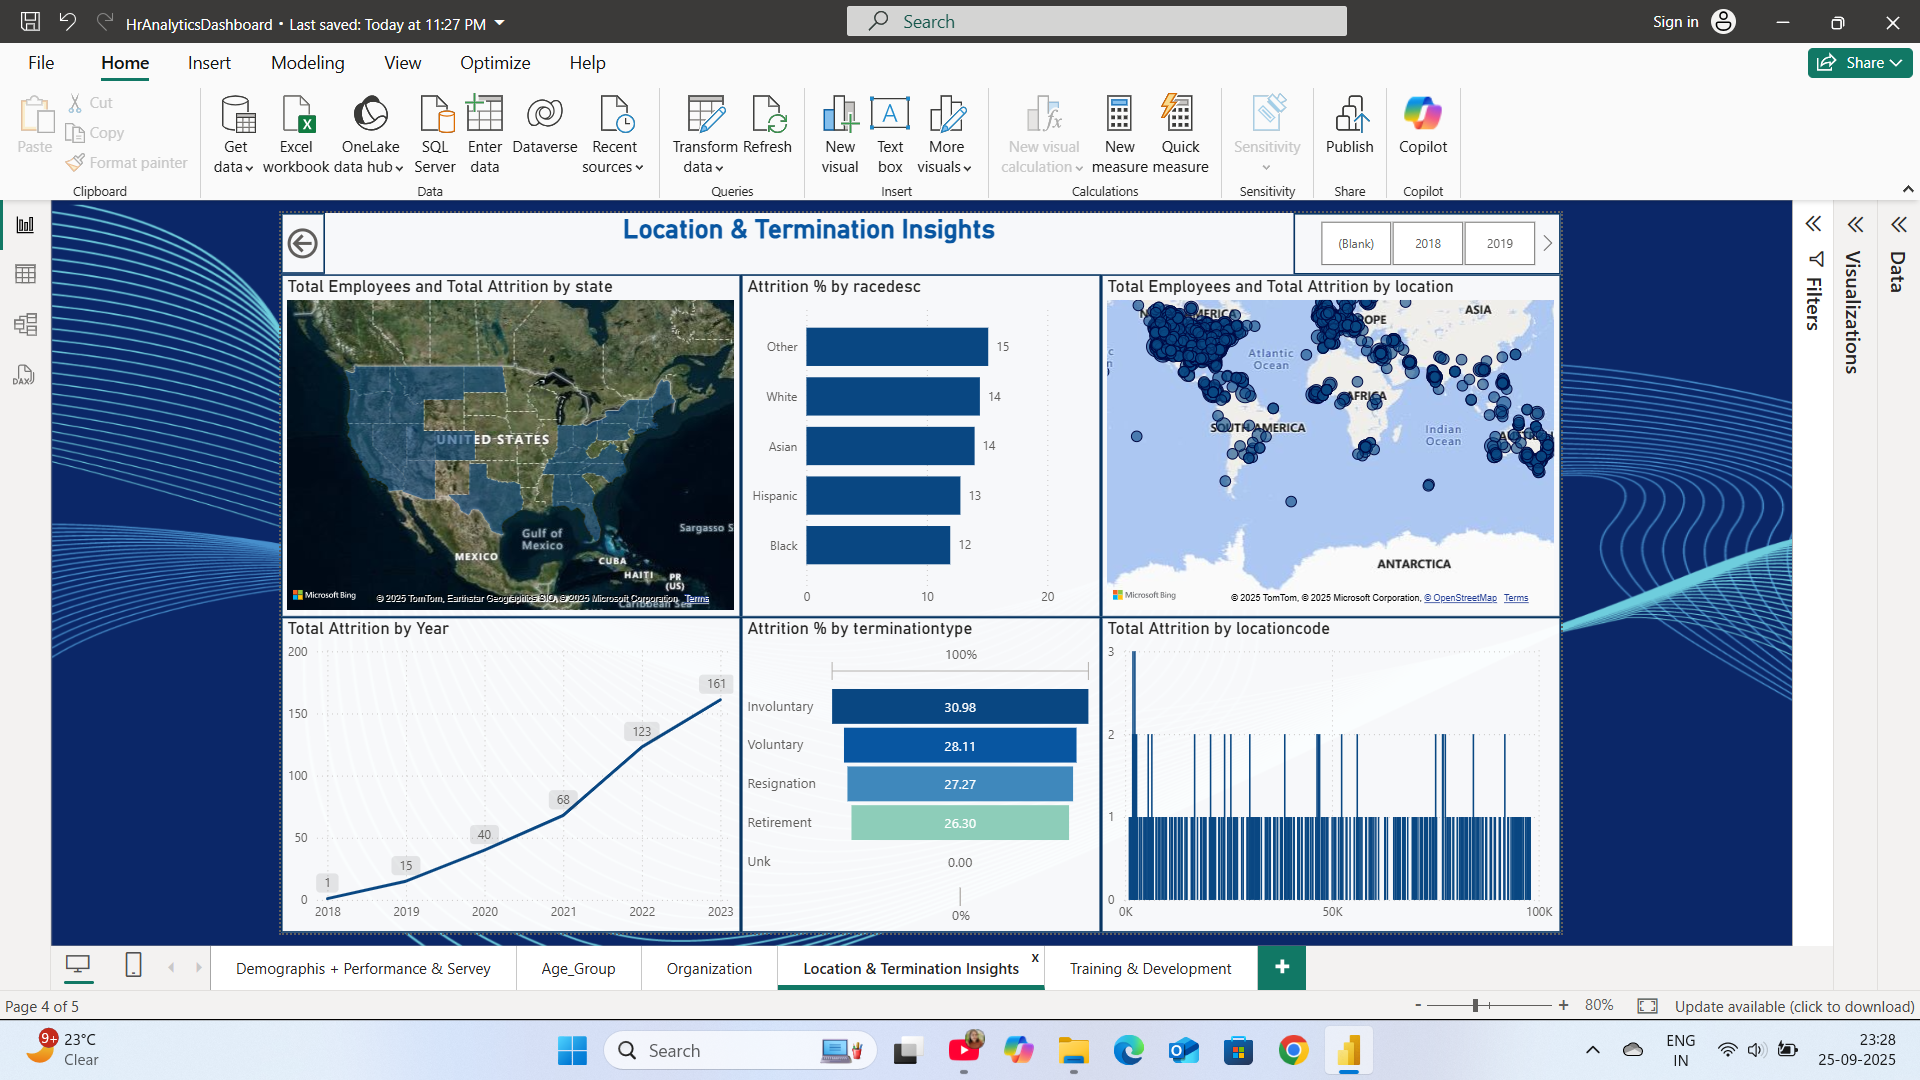 HrAnalyticsDashboard • Last saved: Today at 11:27 PM
Search
Sign in
File
Home
Insert
Modeling
View
Optimize
Help
Share
Paste
Cut
Copy
Format painter
Clipboard
Get data
Excel workbook
OneLake data hub
SQL Server
Enter data
Dataverse
Recent sources
Data
Transform data
Refresh
Queries
New visual
Text box
More visuals
Insert
New visual calculation
New measure
Quick measure
Calculations
Sensitivity
Sensitivity
Publish
Share
Copilot
Copilot
Location & Termination Insights
(Blank)
2018
2019
Filters
Visualizations
Data
Total Employees and Total Attrition by state
UNITED STATES
Gulf of
Mexico
Sargasso S
MEXICO
CUBA
HAITI
PR
(US)
Caribbean Sea
Microsoft Bing
© 2025 TomTom, Earthstar Geographics SIO, © 2025 Microsoft Corporation
Terms
Attrition % by racedesc
Other
15
White
14
Asian
14
Hispanic
13
Black
12
0
10
20
Total Employees and Total Attrition by location
ASIA
Atlantic
Ocean
AFRICA
SOUTH AMERICA
Indian
Ocean
ANTARCTICA
Microsoft Bing
© 2025 TomTom, © 2025 Microsoft Corporation, © OpenStreetMap Terms
Total Attrition by Year
200
150
100
50
0
1
15
40
68
123
161
2018
2019
2020
2021
2022
2023
Attrition % by terminationtype
100%
Involuntary
30.98
Voluntary
28.11
Resignation
27.27
Retirement
26.30
Unk
0.00
0%
Total Attrition by locationcode
3
2
1
0
0K
50K
100K
Demographis + Performance & Servey
Age_Group
Organization
Location & Termination Insights
x
Training & Development
Page 4 of 5
- + 80%
Update available (click to download)
9+
23°C
Clear
Search
ENG
IN
23:28
25-09-2025